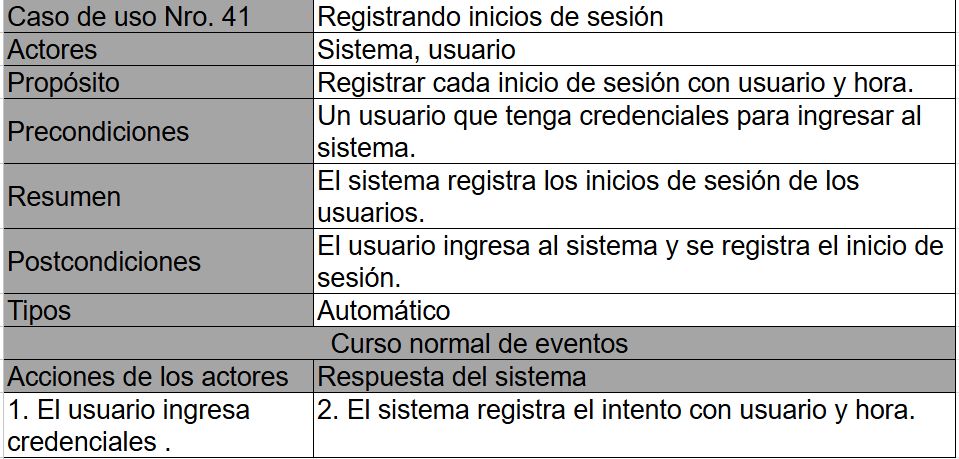 Caso de uso Nro. 41 Registrando inicios de sesión
Actores Sistema, usuario
Propósito Registrar cada inicio de sesión con usuario y hora.
Precondiciones Un usuario que tenga credenciales para ingresar al
sistema.
Resumen El sistema registra los inicios de sesión de los
usuarios.
Postcondiciones El usuario ingresa al sistema y se registra el inicio de
sesión.
Tipos Automático
Curso normal de eventos
Acciones de los actores Respuesta del sistema
1. El usuario ingresa
credenciales .
2. El sistema registra el intento con usuario y hora.